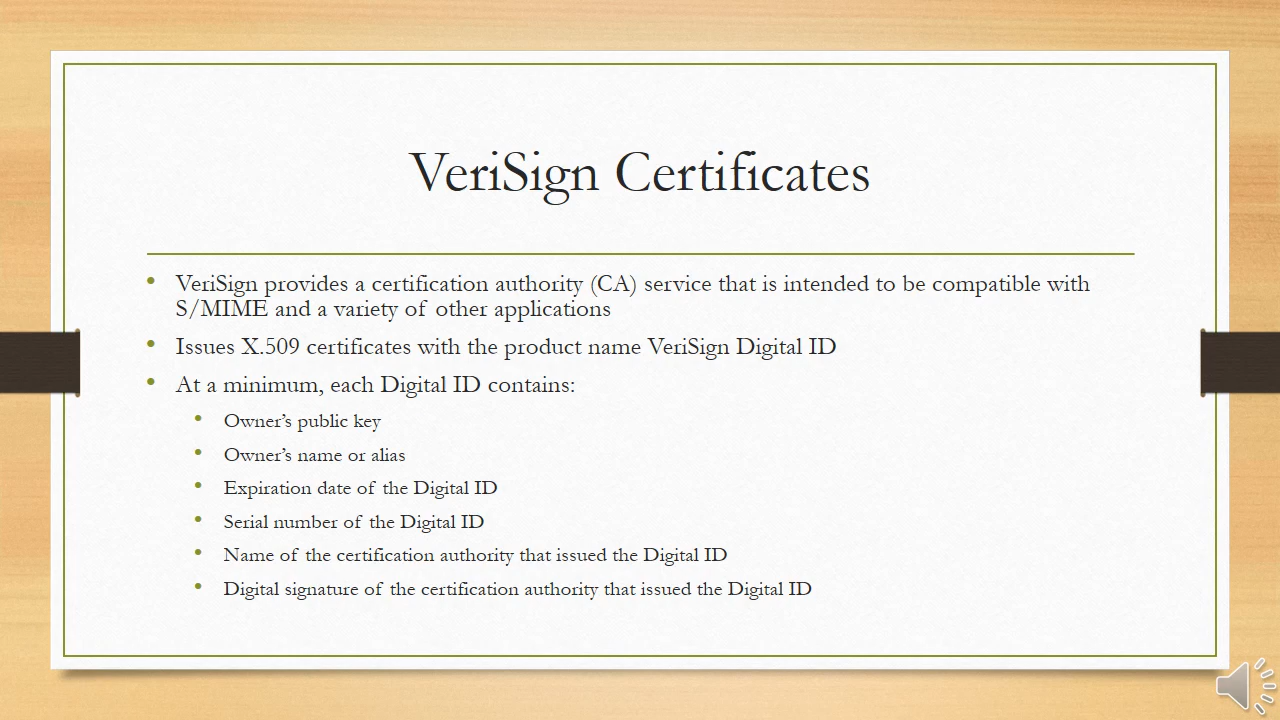 VeriSign Certificates
• VeriSign provides a certification authority (CA) service that is intended to be compatible with
S/MIME and a variety of other applications
• Issues X.509 certificates with the product name VeriSign Digital ID
• At a minimum, each Digital ID contains:
• Owner’s public key
• Owner’s name or alias
• Expiration date of the Digital ID
• Serial number of the Digital ID
• Name of the certification authority that issued the Digital ID
• Digital signature of the certification authority that issued the Digital ID